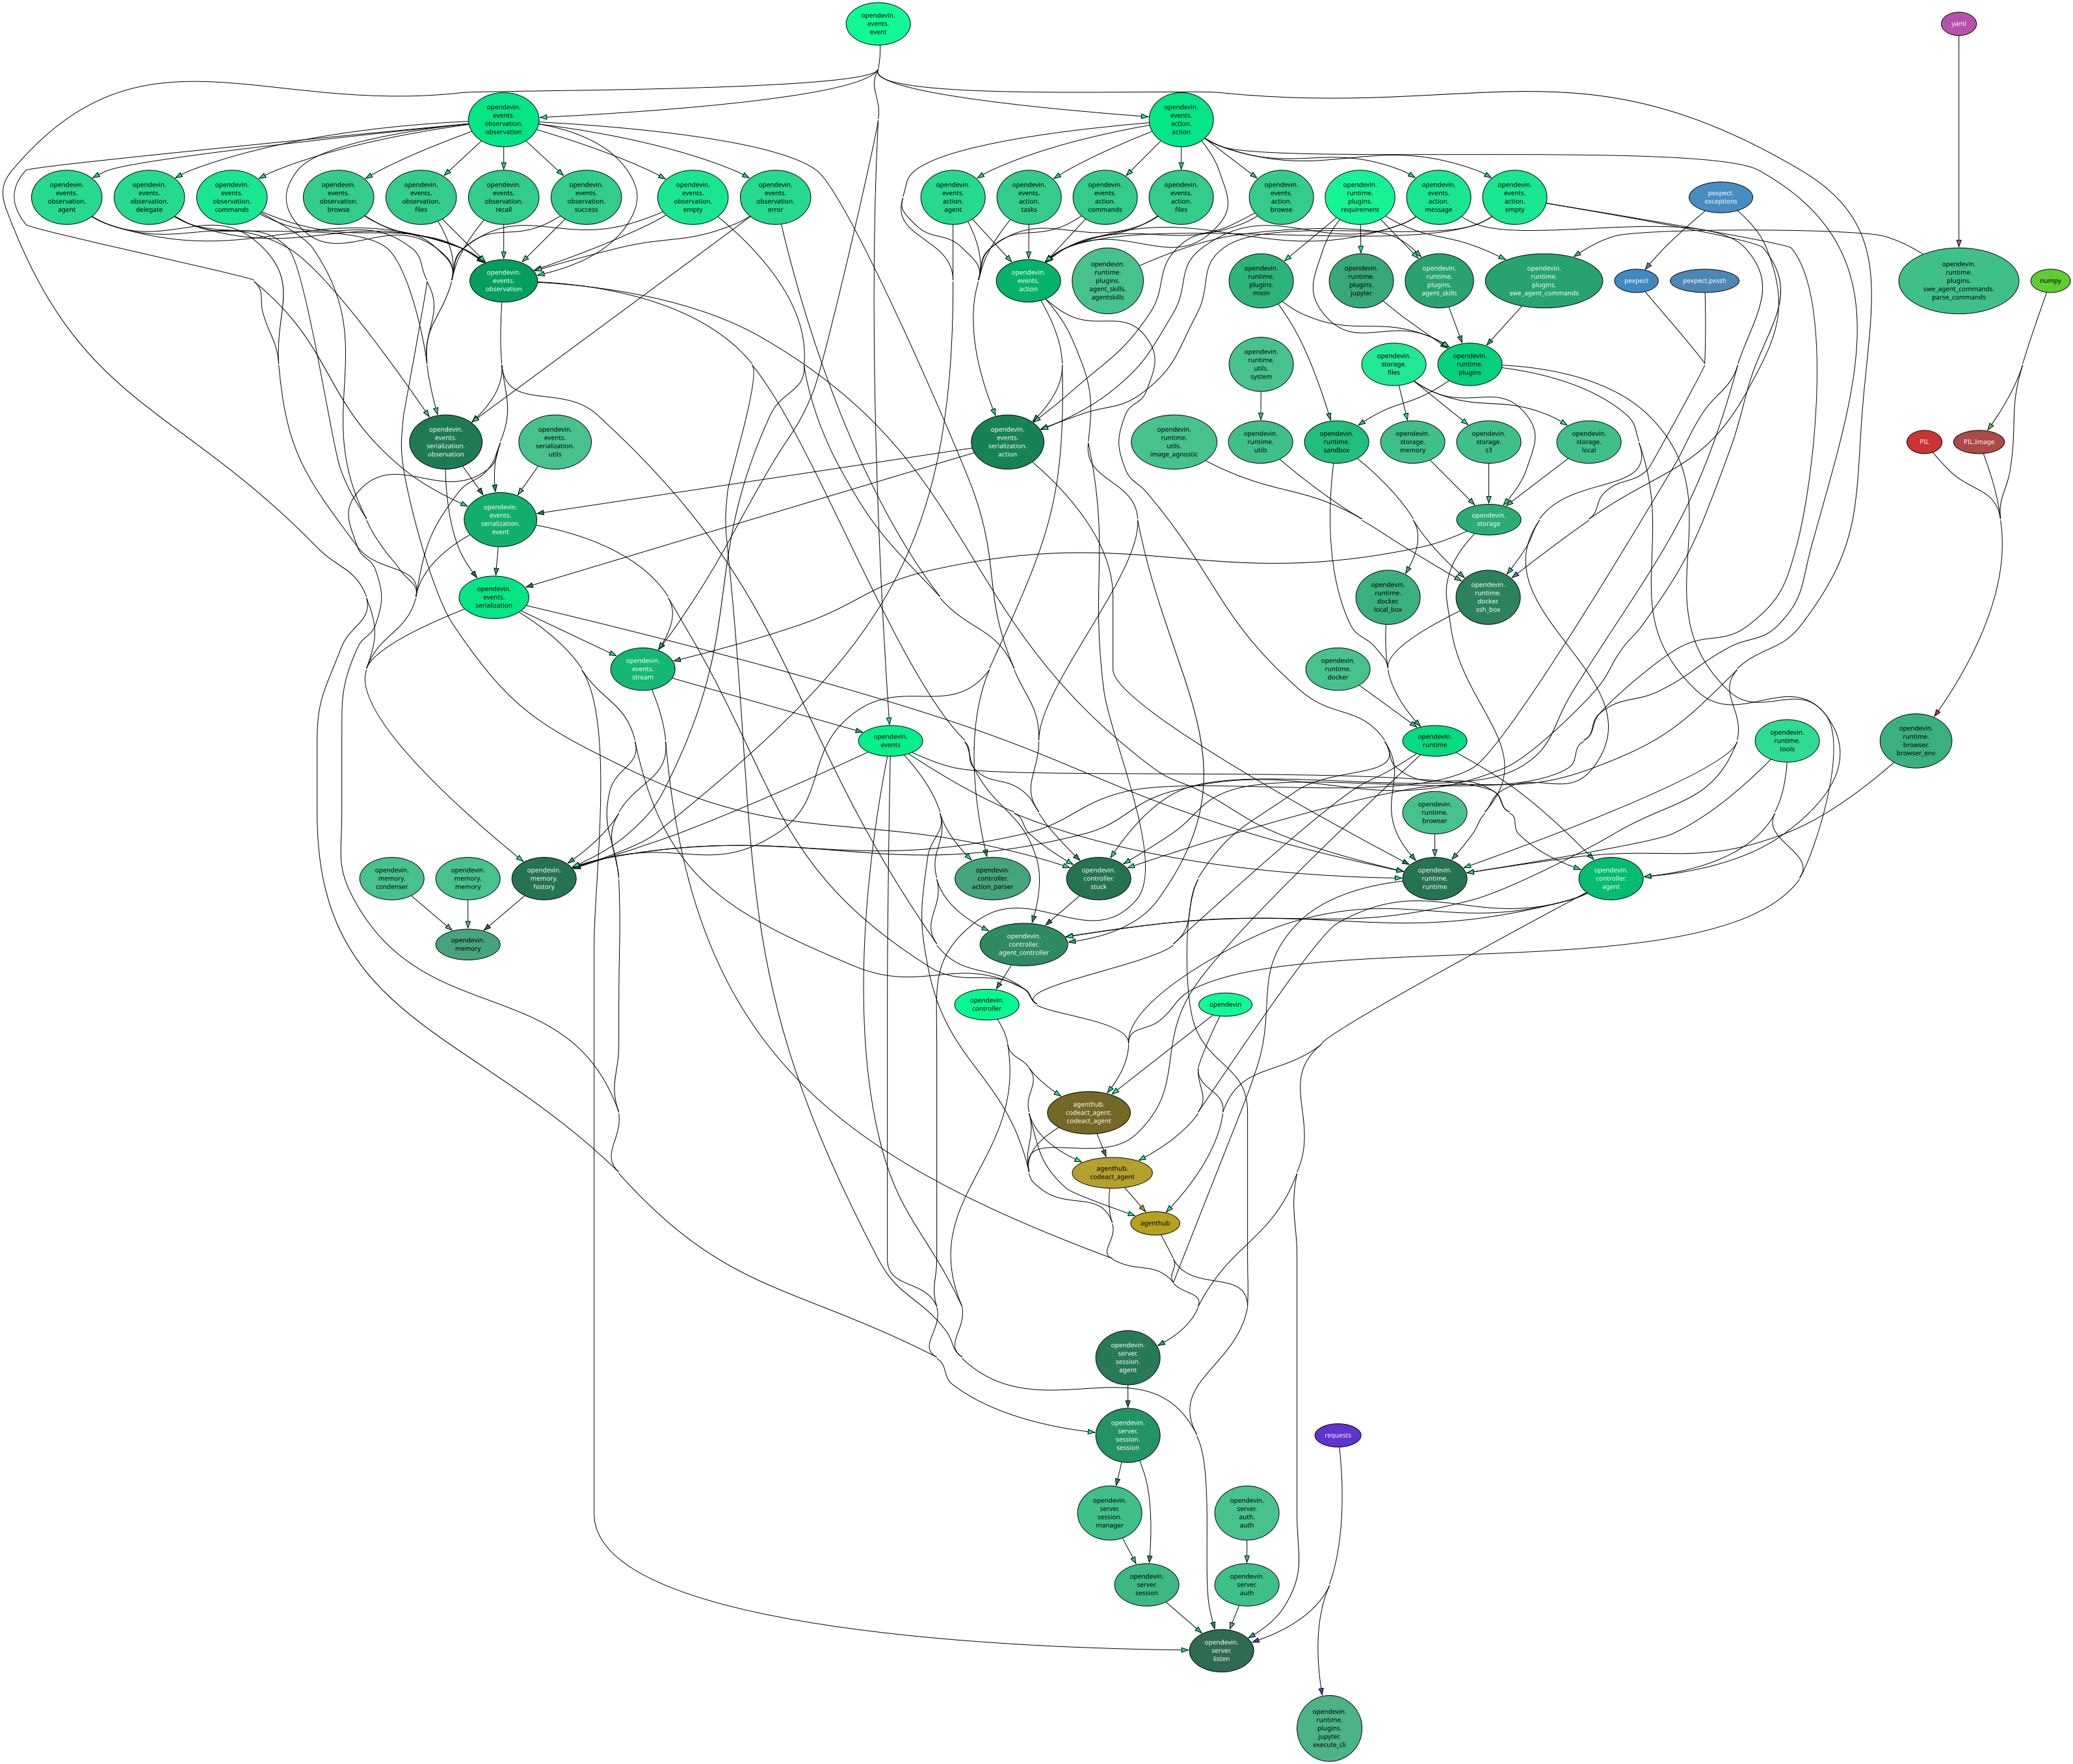 opendevin.
events.
event
yaml
opendevin.
events.
observation.
observation
opendevin.
events.
action.
action
opendevin.
events.
observation.
agent
opendevin.
events.
observation.
delegate
opendevin.
events.
observation.
commands
opendevin.
events.
observation.
browse
opendevin.
events.
observation.
files
opendevin.
events.
observation.
recall
opendevin.
events.
observation.
success
opendevin.
events.
observation.
empty
opendevin.
events.
observation.
error
opendevin.
events.
action.
agent
opendevin.
events.
action.
tasks
opendevin.
events.
action.
commands
opendevin.
events.
action.
files
opendevin.
events.
action.
browse
opendevin.
runtime.
plugins.
requirement
opendevin.
events.
action.
message
opendevin.
events.
action.
empty
pexpect.
exceptions
opendevin.
events.
observation
opendevin.
events.
action
opendevin.
runtime.
plugins.
agent_skills.
agentskills
opendevin.
runtime.
plugins.
mixin
opendevin.
runtime.
plugins.
jupyter
opendevin.
runtime.
plugins.
agent_skills
opendevin.
runtime.
plugins.
swe_agent_commands
pexpect
pexpect.pxssh
opendevin.
runtime.
plugins.
swe_agent_commands.
parse_commands
numpy
opendevin.
runtime.
utils.
system
opendevin.
storage.
files
opendevin.
runtime.
plugins
opendevin.
events.
serialization.
observation
opendevin.
events.
serialization.
utils
opendevin.
events.
serialization.
action
opendevin.
runtime.
utils.
image_agnostic
opendevin.
runtime.
utils
opendevin.
runtime.
sandbox
opendevin.
storage.
memory
opendevin.
storage.
s3
opendevin.
storage.
local
PIL
PIL.Image
opendevin.
events.
serialization.
event
opendevin.
storage
opendevin.
events.
serialization
opendevin.
runtime.
docker.
local_box
opendevin.
runtime.
docker.
ssh_box
opendevin.
events.
stream
opendevin.
runtime.
docker
opendevin.
events
opendevin.
runtime
opendevin.
runtime.
tools
opendevin.
runtime.
browser.
browser_env
opendevin.
runtime.
browser
opendevin.
memory.
condenser
opendevin.
memory.
memory
opendevin.
memory.
history
opendevin.
controller.
action_parser
opendevin.
controller.
stuck
opendevin.
runtime.
runtime
opendevin.
controller.
agent
opendevin.
memory
opendevin.
controller.
agent_controller
opendevin.
controller
opendevin
agenthub.
codeact_agent.
codeact_agent
agenthub.
codeact_agent
agenthub
opendevin.
server.
session.
agent
opendevin.
server.
session.
session
requests
opendevin.
server.
session.
manager
opendevin.
server.
auth.
auth
opendevin.
server.
session
opendevin.
server.
auth
opendevin.
server.
listen
opendevin.
runtime.
plugins.
jupyter.
execute_cli